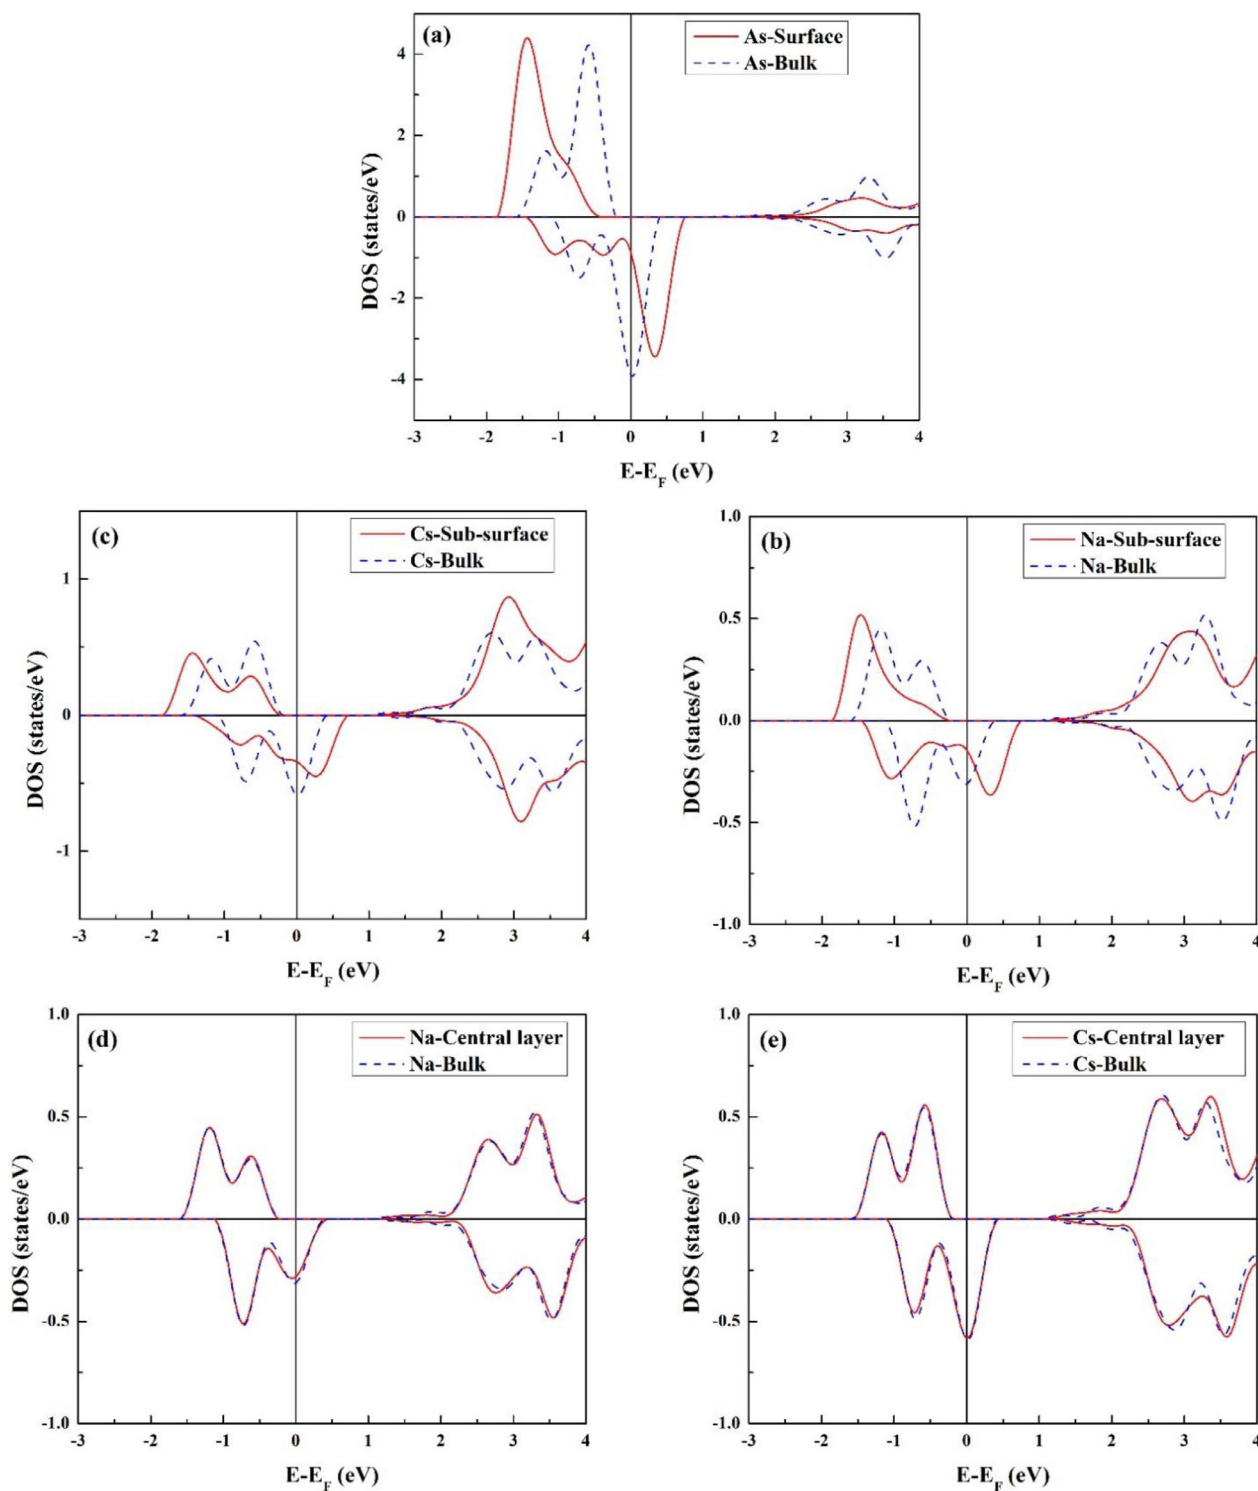 (a)
As-Surface
As-Bulk
DOS (states/eV)
4
2
0
-2
-4
-3 -2 -1 0 1 2 3 4
E-E_F (eV)
(c)
Cs-Sub-surface
Cs-Bulk
DOS (states/eV)
1
0
-1
-3 -2 -1 0 1 2 3 4
E-E_F (eV)
(b)
Na-Sub-surface
Na-Bulk
DOS (states/eV)
1.0
0.5
0.0
-0.5
-1.0
-3 -2 -1 0 1 2 3 4
E-E_F (eV)
(d)
Na-Central layer
Na-Bulk
DOS (states/eV)
1.0
0.5
0.0
-0.5
-1.0
-3 -2 -1 0 1 2 3 4
E-E_F (eV)
(e)
Cs-Central layer
Cs-Bulk
DOS (states/eV)
1.0
0.5
0.0
-0.5
-1.0
-3 -2 -1 0 1 2 3 4
E-E_F (eV)